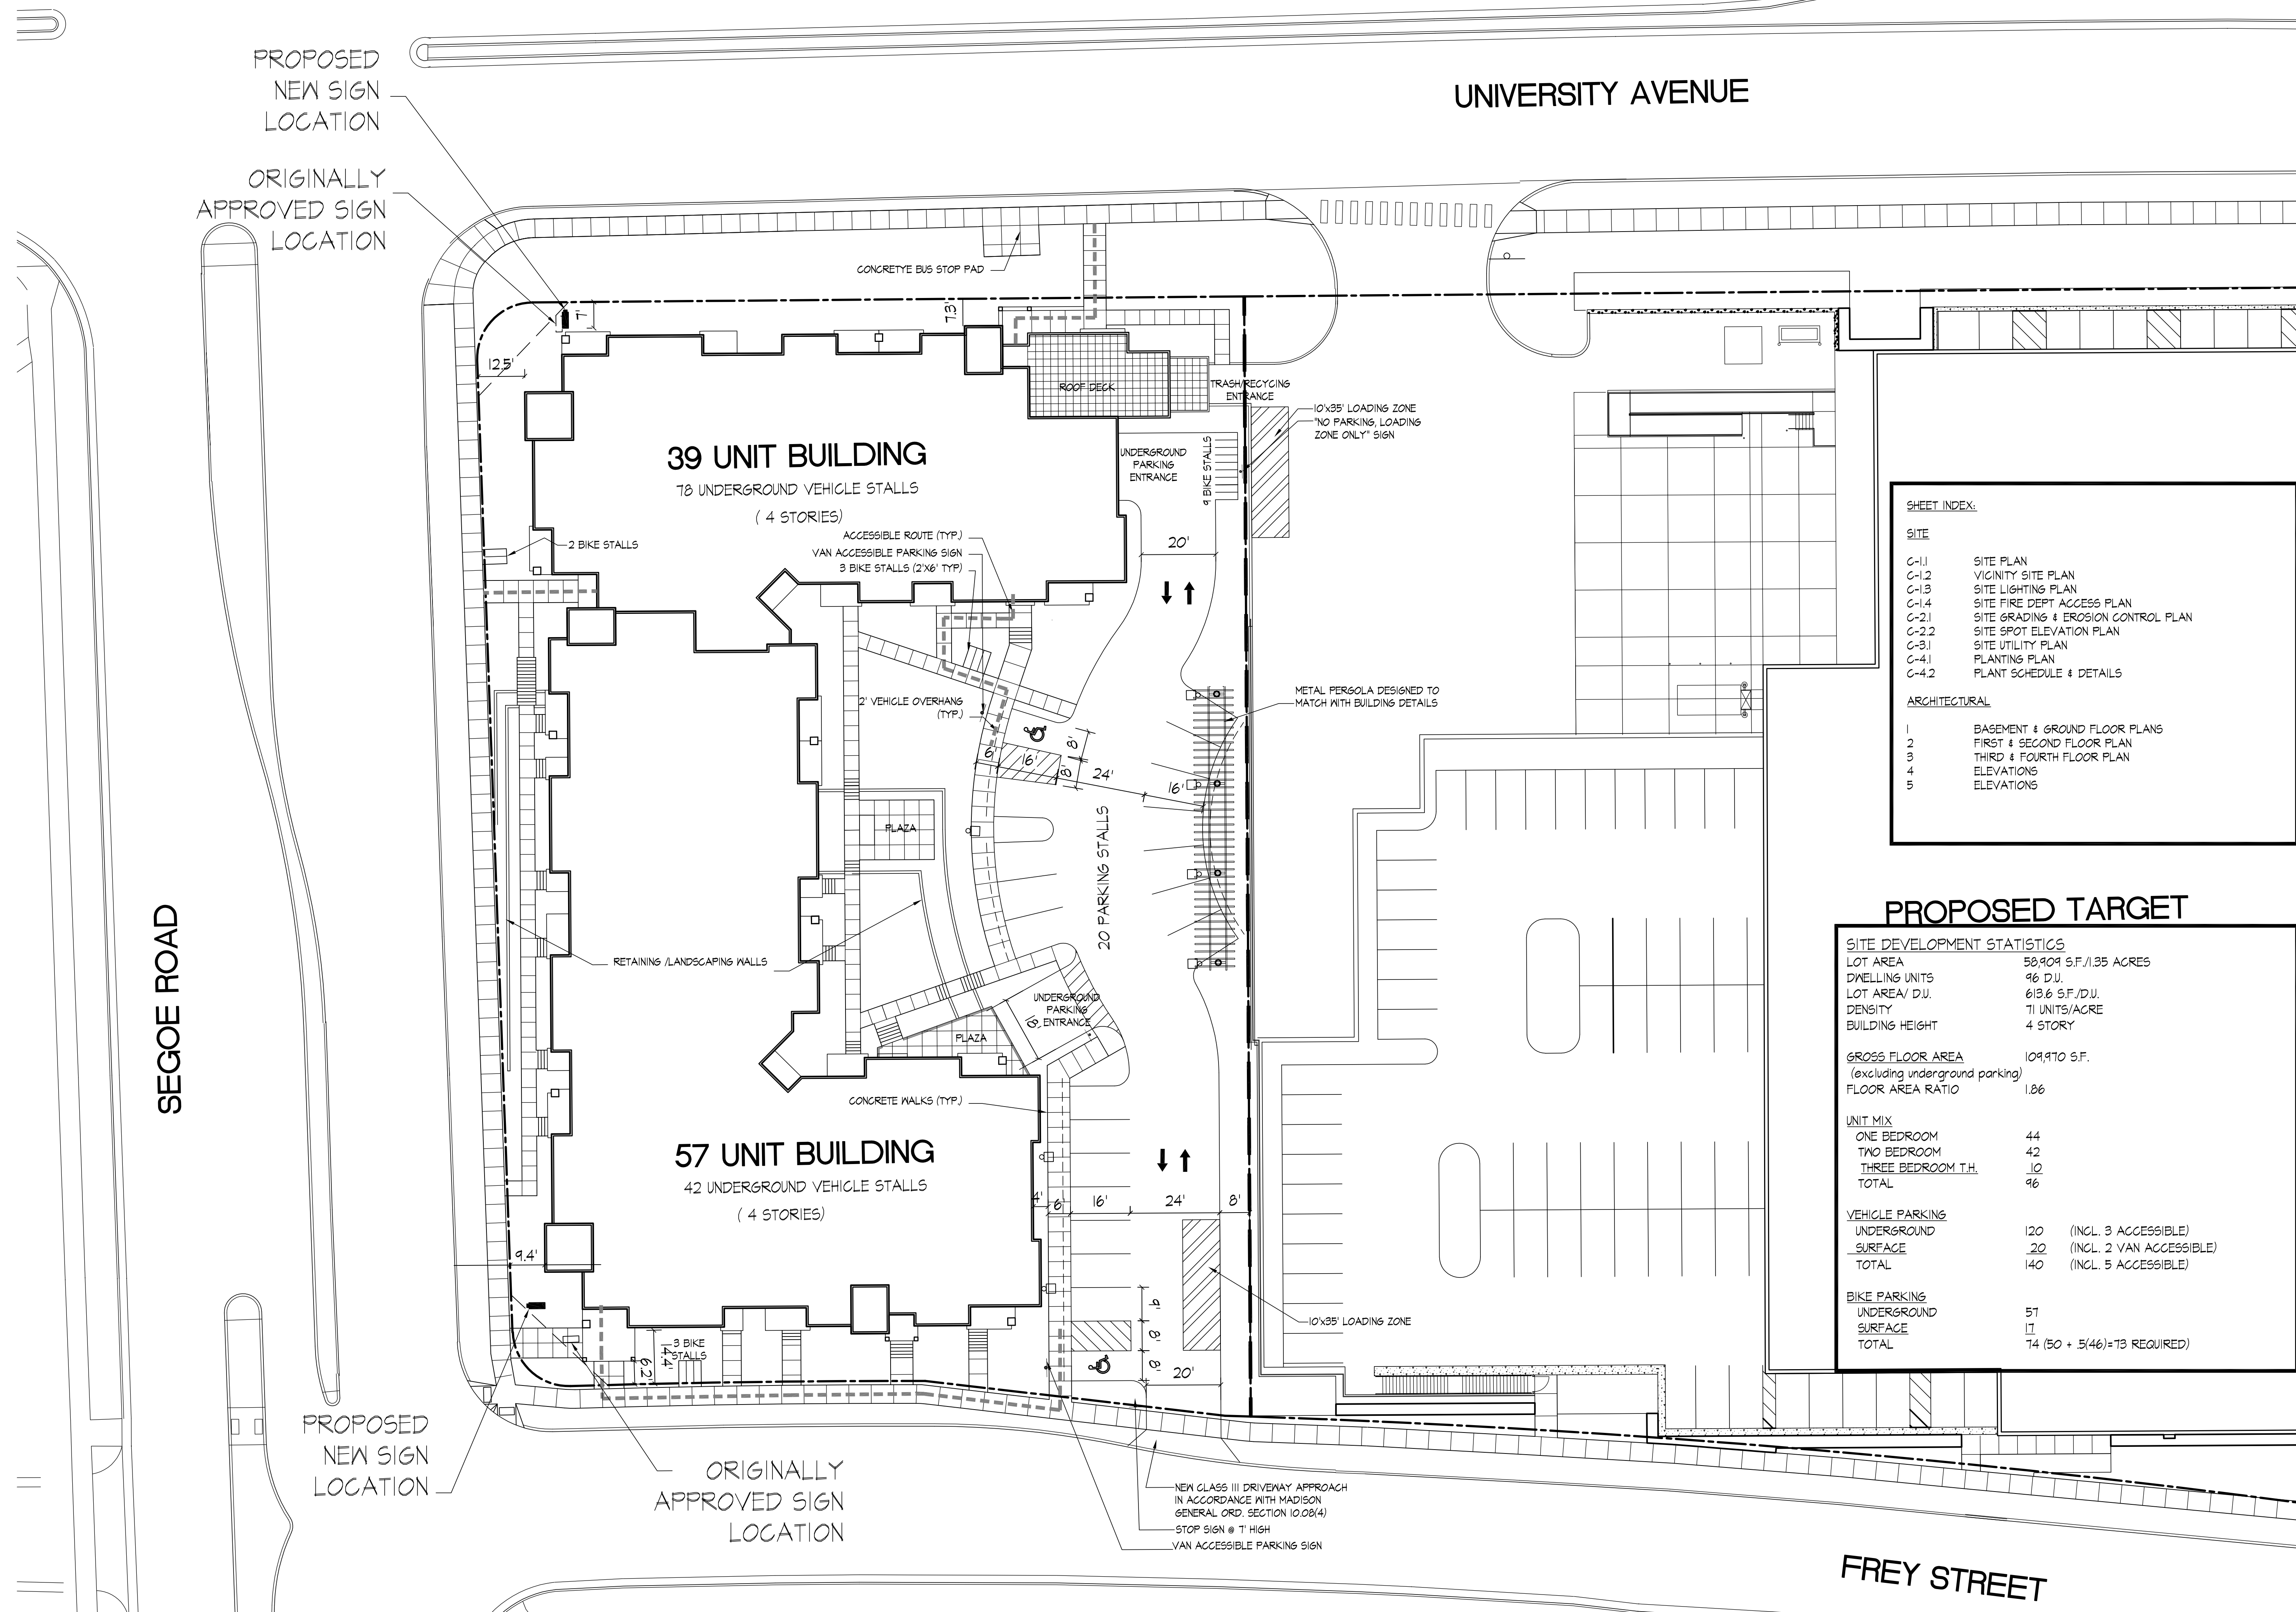 UNIVERSITY AVENUE
PROPOSED
NEW SIGN
LOCATION
ORIGINALLY
APPROVED SIGN
LOCATION
CONCRETYE BUS STOP PAD
7'
7.3'
12.5'
ROOF DECK
TRASH/RECYCING
ENTRANCE
10'x35' LOADING ZONE
"NO PARKING, LOADING
ZONE ONLY" SIGN
39 UNIT BUILDING
78 UNDERGROUND VEHICLE STALLS
( 4 STORIES)
UNDERGROUND
PARKING
ENTRANCE
9 BIKE STALLS
2 BIKE STALLS
ACCESSIBLE ROUTE (TYP.)
VAN ACCESSIBLE PARKING SIGN
3 BIKE STALLS (2'X6' TYP)
20'
2' VEHICLE OVERHANG
(TYP.)
METAL PERGOLA DESIGNED TO
MATCH WITH BUILDING DETAILS
6'
16'
8'
8'
24'
16'
PLAZA
20 PARKING STALLS
RETAINING /LANDSCAPING WALLS
UNDERGROUND
PARKING
ENTRANCE
18'
PLAZA
CONCRETE WALKS (TYP.)
SEGOE ROAD
57 UNIT BUILDING
42 UNDERGROUND VEHICLE STALLS
( 4 STORIES)
4'
6'
16'
24'
8'
9.4'
9'
8'
8'
20'
10'x35' LOADING ZONE
3 BIKE
STALLS
14.4'
6.2'
PROPOSED
NEW SIGN
LOCATION
ORIGINALLY
APPROVED SIGN
LOCATION
NEW CLASS III DRIVEWAY APPROACH
IN ACCORDANCE WITH MADISON
GENERAL ORD. SECTION 10.08(4)
STOP SIGN @ 7' HIGH
VAN ACCESSIBLE PARKING SIGN
FREY STREET
SHEET INDEX:
SITE
C-1.1 SITE PLAN
C-1.2 VICINITY SITE PLAN
C-1.3 SITE LIGHTING PLAN
C-1.4 SITE FIRE DEPT ACCESS PLAN
C-2.1 SITE GRADING & EROSION CONTROL PLAN
C-2.2 SITE SPOT ELEVATION PLAN
C-3.1 SITE UTILITY PLAN
C-4.1 PLANTING PLAN
C-4.2 PLANT SCHEDULE & DETAILS
ARCHITECTURAL
1 BASEMENT & GROUND FLOOR PLANS
2 FIRST & SECOND FLOOR PLAN
3 THIRD & FOURTH FLOOR PLAN
4 ELEVATIONS
5 ELEVATIONS
PROPOSED TARGET
SITE DEVELOPMENT STATISTICS
LOT AREA 58,909 S.F./1.35 ACRES
DWELLING UNITS 96 D.U.
LOT AREA/ D.U. 613.6 S.F./D.U.
DENSITY 71 UNITS/ACRE
BUILDING HEIGHT 4 STORY
GROSS FLOOR AREA 109,970 S.F.
(excluding underground parking)
FLOOR AREA RATIO 1.86
UNIT MIX
ONE BEDROOM 44
TWO BEDROOM 42
THREE BEDROOM T.H. 10
TOTAL 96
VEHICLE PARKING
UNDERGROUND 120 (INCL. 3 ACCESSIBLE)
SURFACE 20 (INCL. 2 VAN ACCESSIBLE)
TOTAL 140 (INCL. 5 ACCESSIBLE)
BIKE PARKING
UNDERGROUND 57
SURFACE 17
TOTAL 74 (50 + .5(46)=73 REQUIRED)